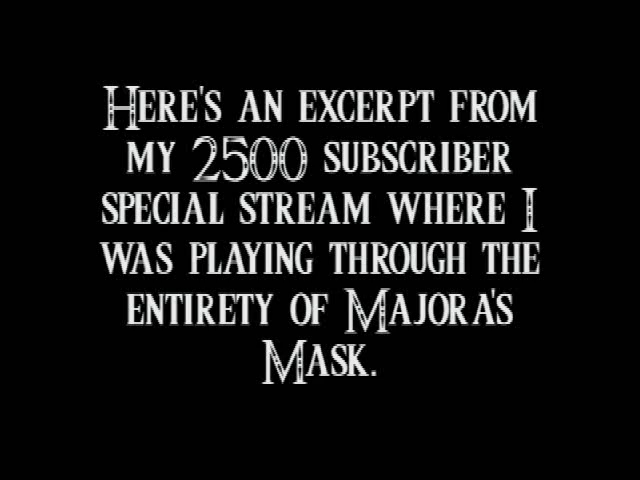 Here's an excerpt from
my 2500 subscriber
special stream where I
was playing through the
entirety of Majora's
Mask.